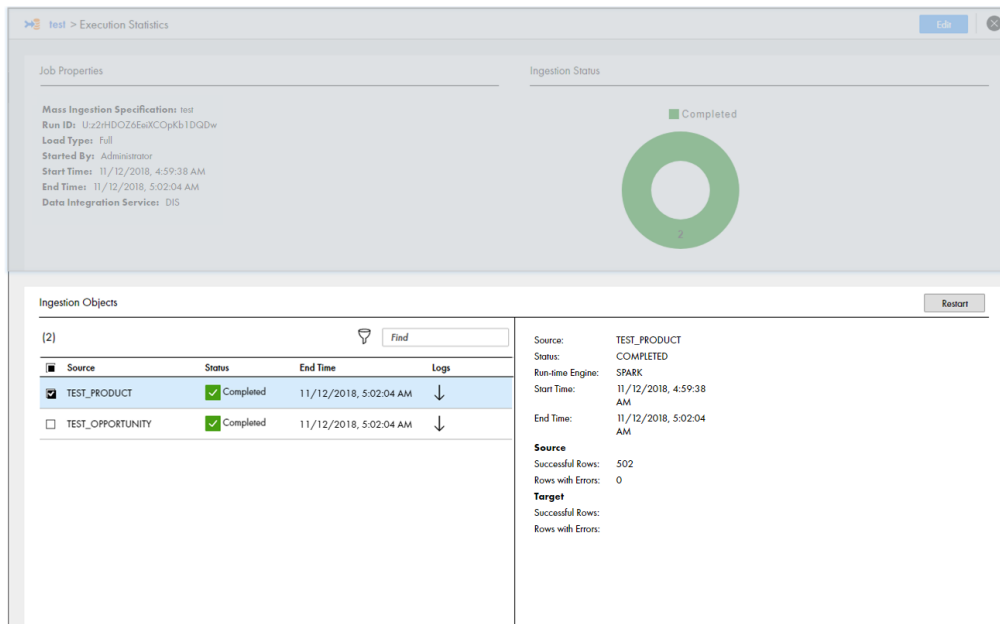 test > Execution Statistics
Edit
Job Properties
Mass Ingestion Specification: test
Run ID: U:z2rHDOZ6EeiXCOpKb1DQDw
Load Type: Full
Started By: Administrator
Start Time: 11/12/2018, 4:59:38 AM
End Time: 11/12/2018, 5:02:04 AM
Data Integration Service: DIS
Ingestion Status
Completed
2
Ingestion Objects
Restart
(2)
Find
Source Status End Time Logs
TEST_PRODUCT Completed 11/12/2018, 5:02:04 AM
TEST_OPPORTUNITY Completed 11/12/2018, 5:02:04 AM
Source: TEST_PRODUCT
Status: COMPLETED
Run-time Engine: SPARK
Start Time: 11/12/2018, 4:59:38
AM
End Time: 11/12/2018, 5:02:04
AM
Source
Successful Rows: 502
Rows with Errors: 0
Target
Successful Rows:
Rows with Errors: